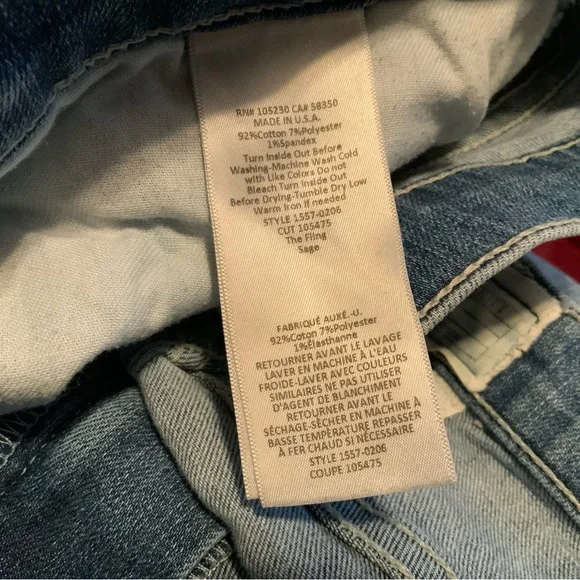 RN# 105230 CA# 58350
MADE IN U.S.A.
92%Cotton 7%Polyester
1%Spandex
Turn Inside Out Before
Washing-Machine Wash Cold
with Like Colors Do not
Bleach Turn Inside Out
Before Drying-Tumble Dry Low
Warm Iron If needed
STYLE 1557-0206
CUT 105475
The Fling
Sage
FABRIQUÉ AUXÉ.-U.
92%Coton 7%Polyester
1%Élasthanne
RETOURNER AVANT LE LAVAGE
LAVER EN MACHINE À L'EAU
FROIDE-LAVER AVEC COULEURS
SIMILAIRES NE PAS UTILISER
D'AGENT DE BLANCHIMENT
RETOURNER AVANT LE
SÉCHAGE-SÉCHER EN MACHINE À
BASSE TEMPÉRATURE REPASSER
À FER CHAUD SI NÉCESSAIRE
STYLE 1557-0206
COUPE 105475